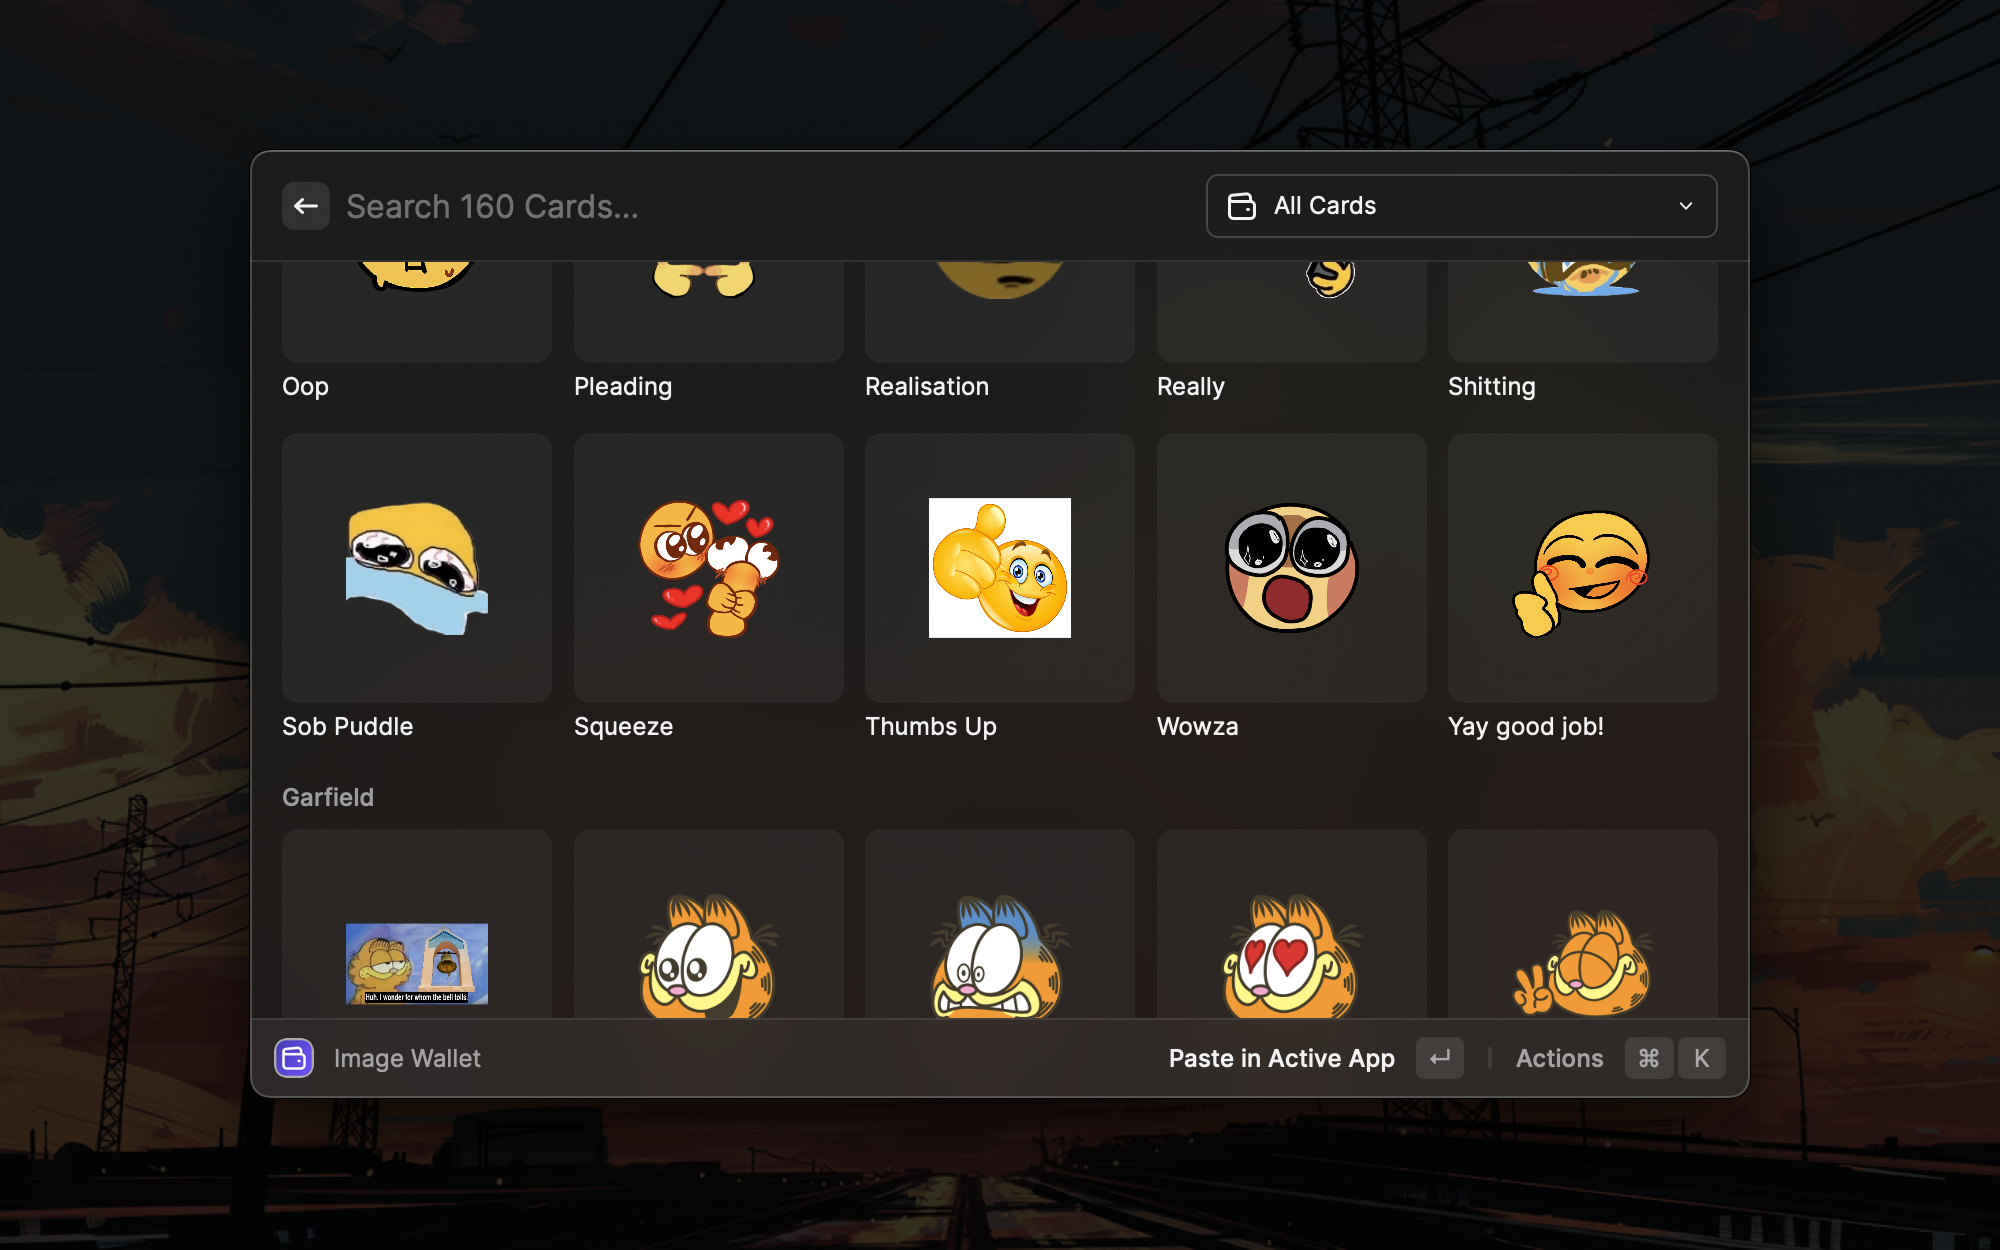 Search 160 Cards...
All Cards
Oop
Pleading
Realisation
Really
Shitting
Sob Puddle
Squeeze
Thumbs Up
Wowza
Yay good job!
Garfield
Huh. I wonder for whom the bell tolls.
Image Wallet
Paste in Active App
Actions
⌘ K